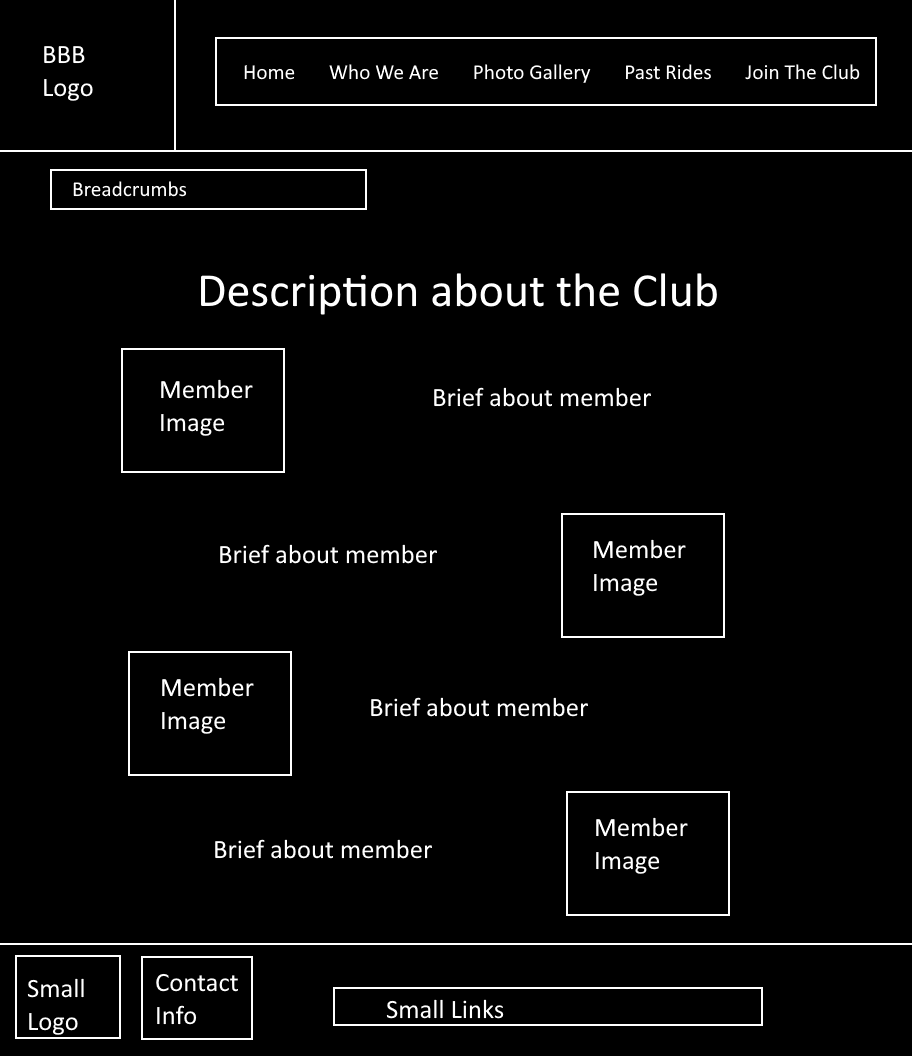 BBB
Logo
Home Who We Are Photo Gallery Past Rides Join The Club
Breadcrumbs
Description about the Club
Member
Image
Brief about member
Brief about member
Member
Image
Member
Image
Brief about member
Brief about member
Member
Image
Small
Logo
Contact
Info
Small Links